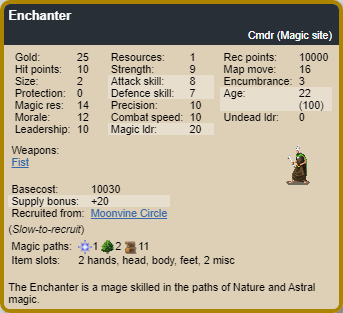 Enchanter
Cmdr (Magic site)
Gold: 25 Resources: 1 Rec points: 10000
Hit points: 10 Strength: 9 Map move: 16
Size: 2 Attack skill: 8 Encumbrance: 3
Protection: 0 Defence skill: 7 Age: 22
Magic res: 14 Precision: 10 (100)
Morale: 12 Combat speed: 10 Undead ldr: 0
Leadership: 10 Magic ldr: 20
Weapons:
Fist
Basecost: 10030
Supply bonus: +20
Recruited from: Moonvine Circle
(Slow-to-recruit)
Magic paths: 1 2 11
Item slots: 2 hands, head, body, feet, 2 misc
The Enchanter is a mage skilled in the paths of Nature and Astral
magic.